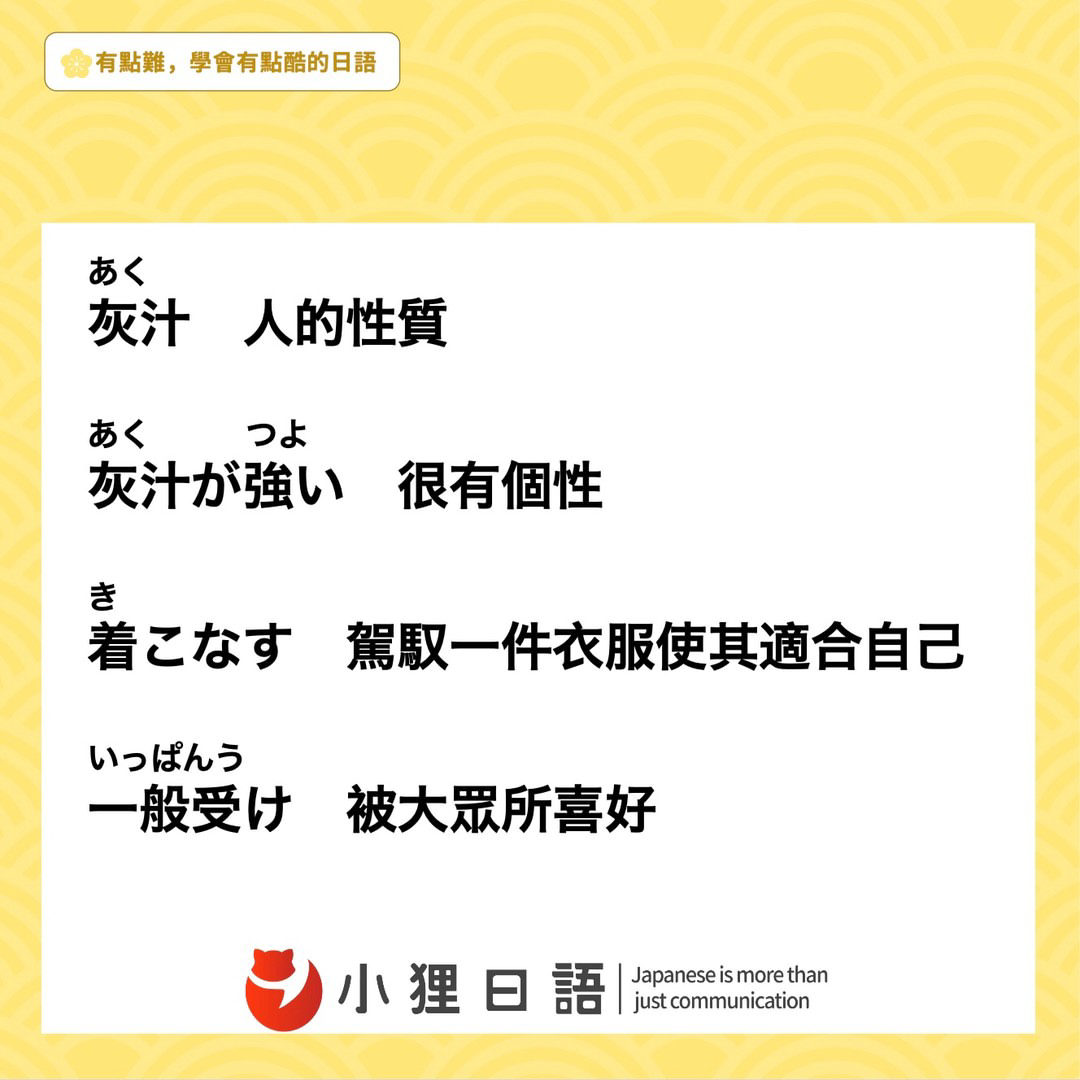 有點難，學會有點酷的日語
あく
灰汁　人的性質
あく　つよ
灰汁が強い　很有個性
き
着こなす　駕馭一件衣服使其適合自己
いっぱんう
一般受け　被大眾所喜好
小狸日語
Japanese is more than
just communication